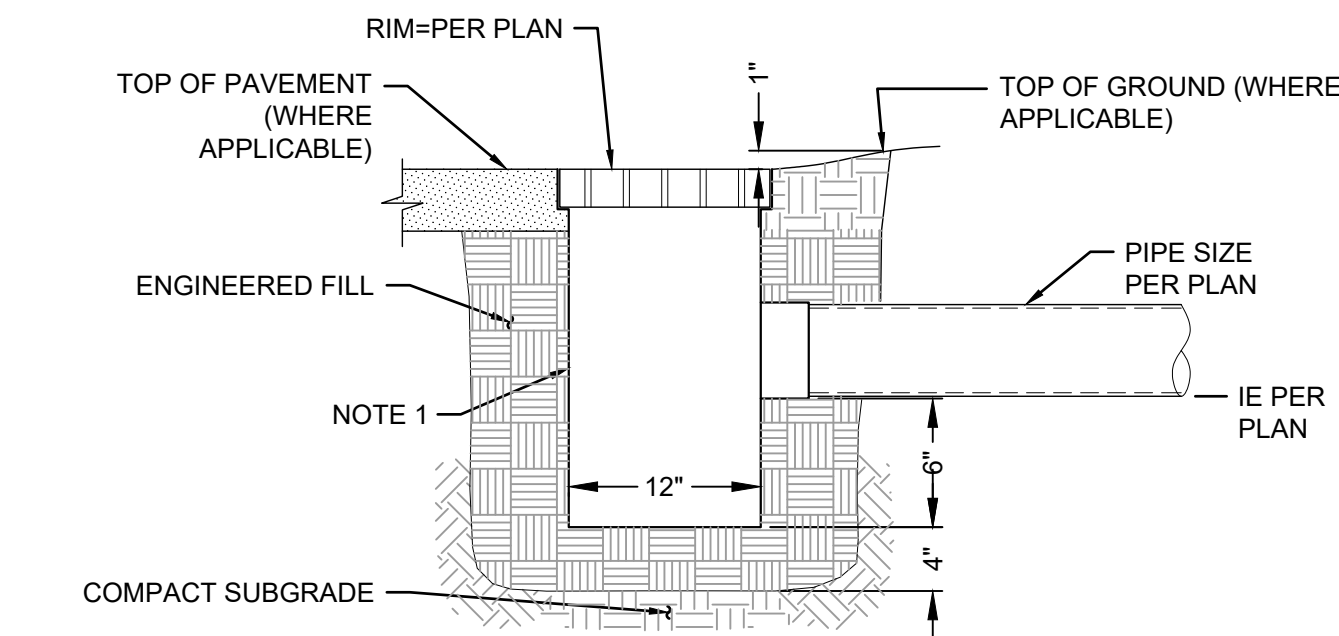 RIM=PER PLAN
TOP OF PAVEMENT
(WHERE
APPLICABLE)
1"
TOP OF GROUND (WHERE
APPLICABLE)
ENGINEERED FILL
PIPE SIZE
PER PLAN
NOTE 1
IE PER
PLAN
12"
6"
4"
COMPACT SUBGRADE